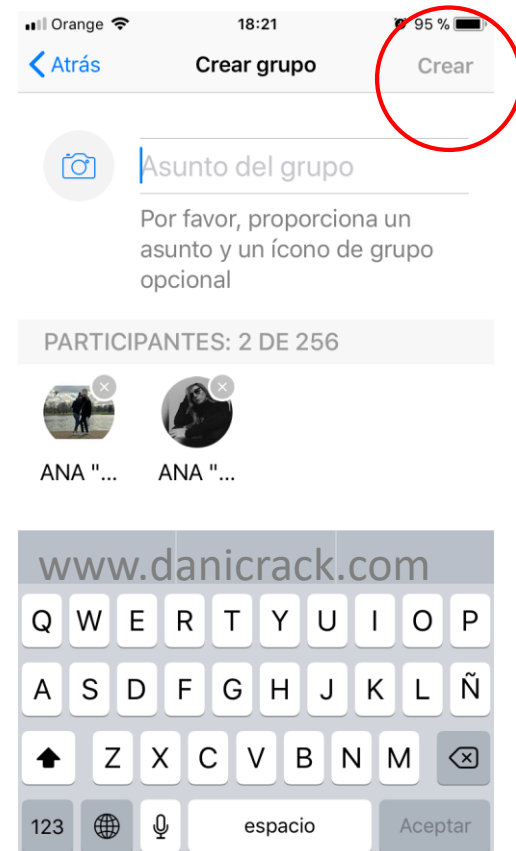 Orange 18:21 95 %
Atrás Crear grupo Crear
Asunto del grupo
Por favor, proporciona un
asunto y un ícono de grupo
opcional
PARTICIPANTES: 2 DE 256
ANA "... ANA "...
www.danicrack.com
Q W E R T Y U I O P
A S D F G H J K L Ñ
Z X C V B N M
123 espacio Aceptar